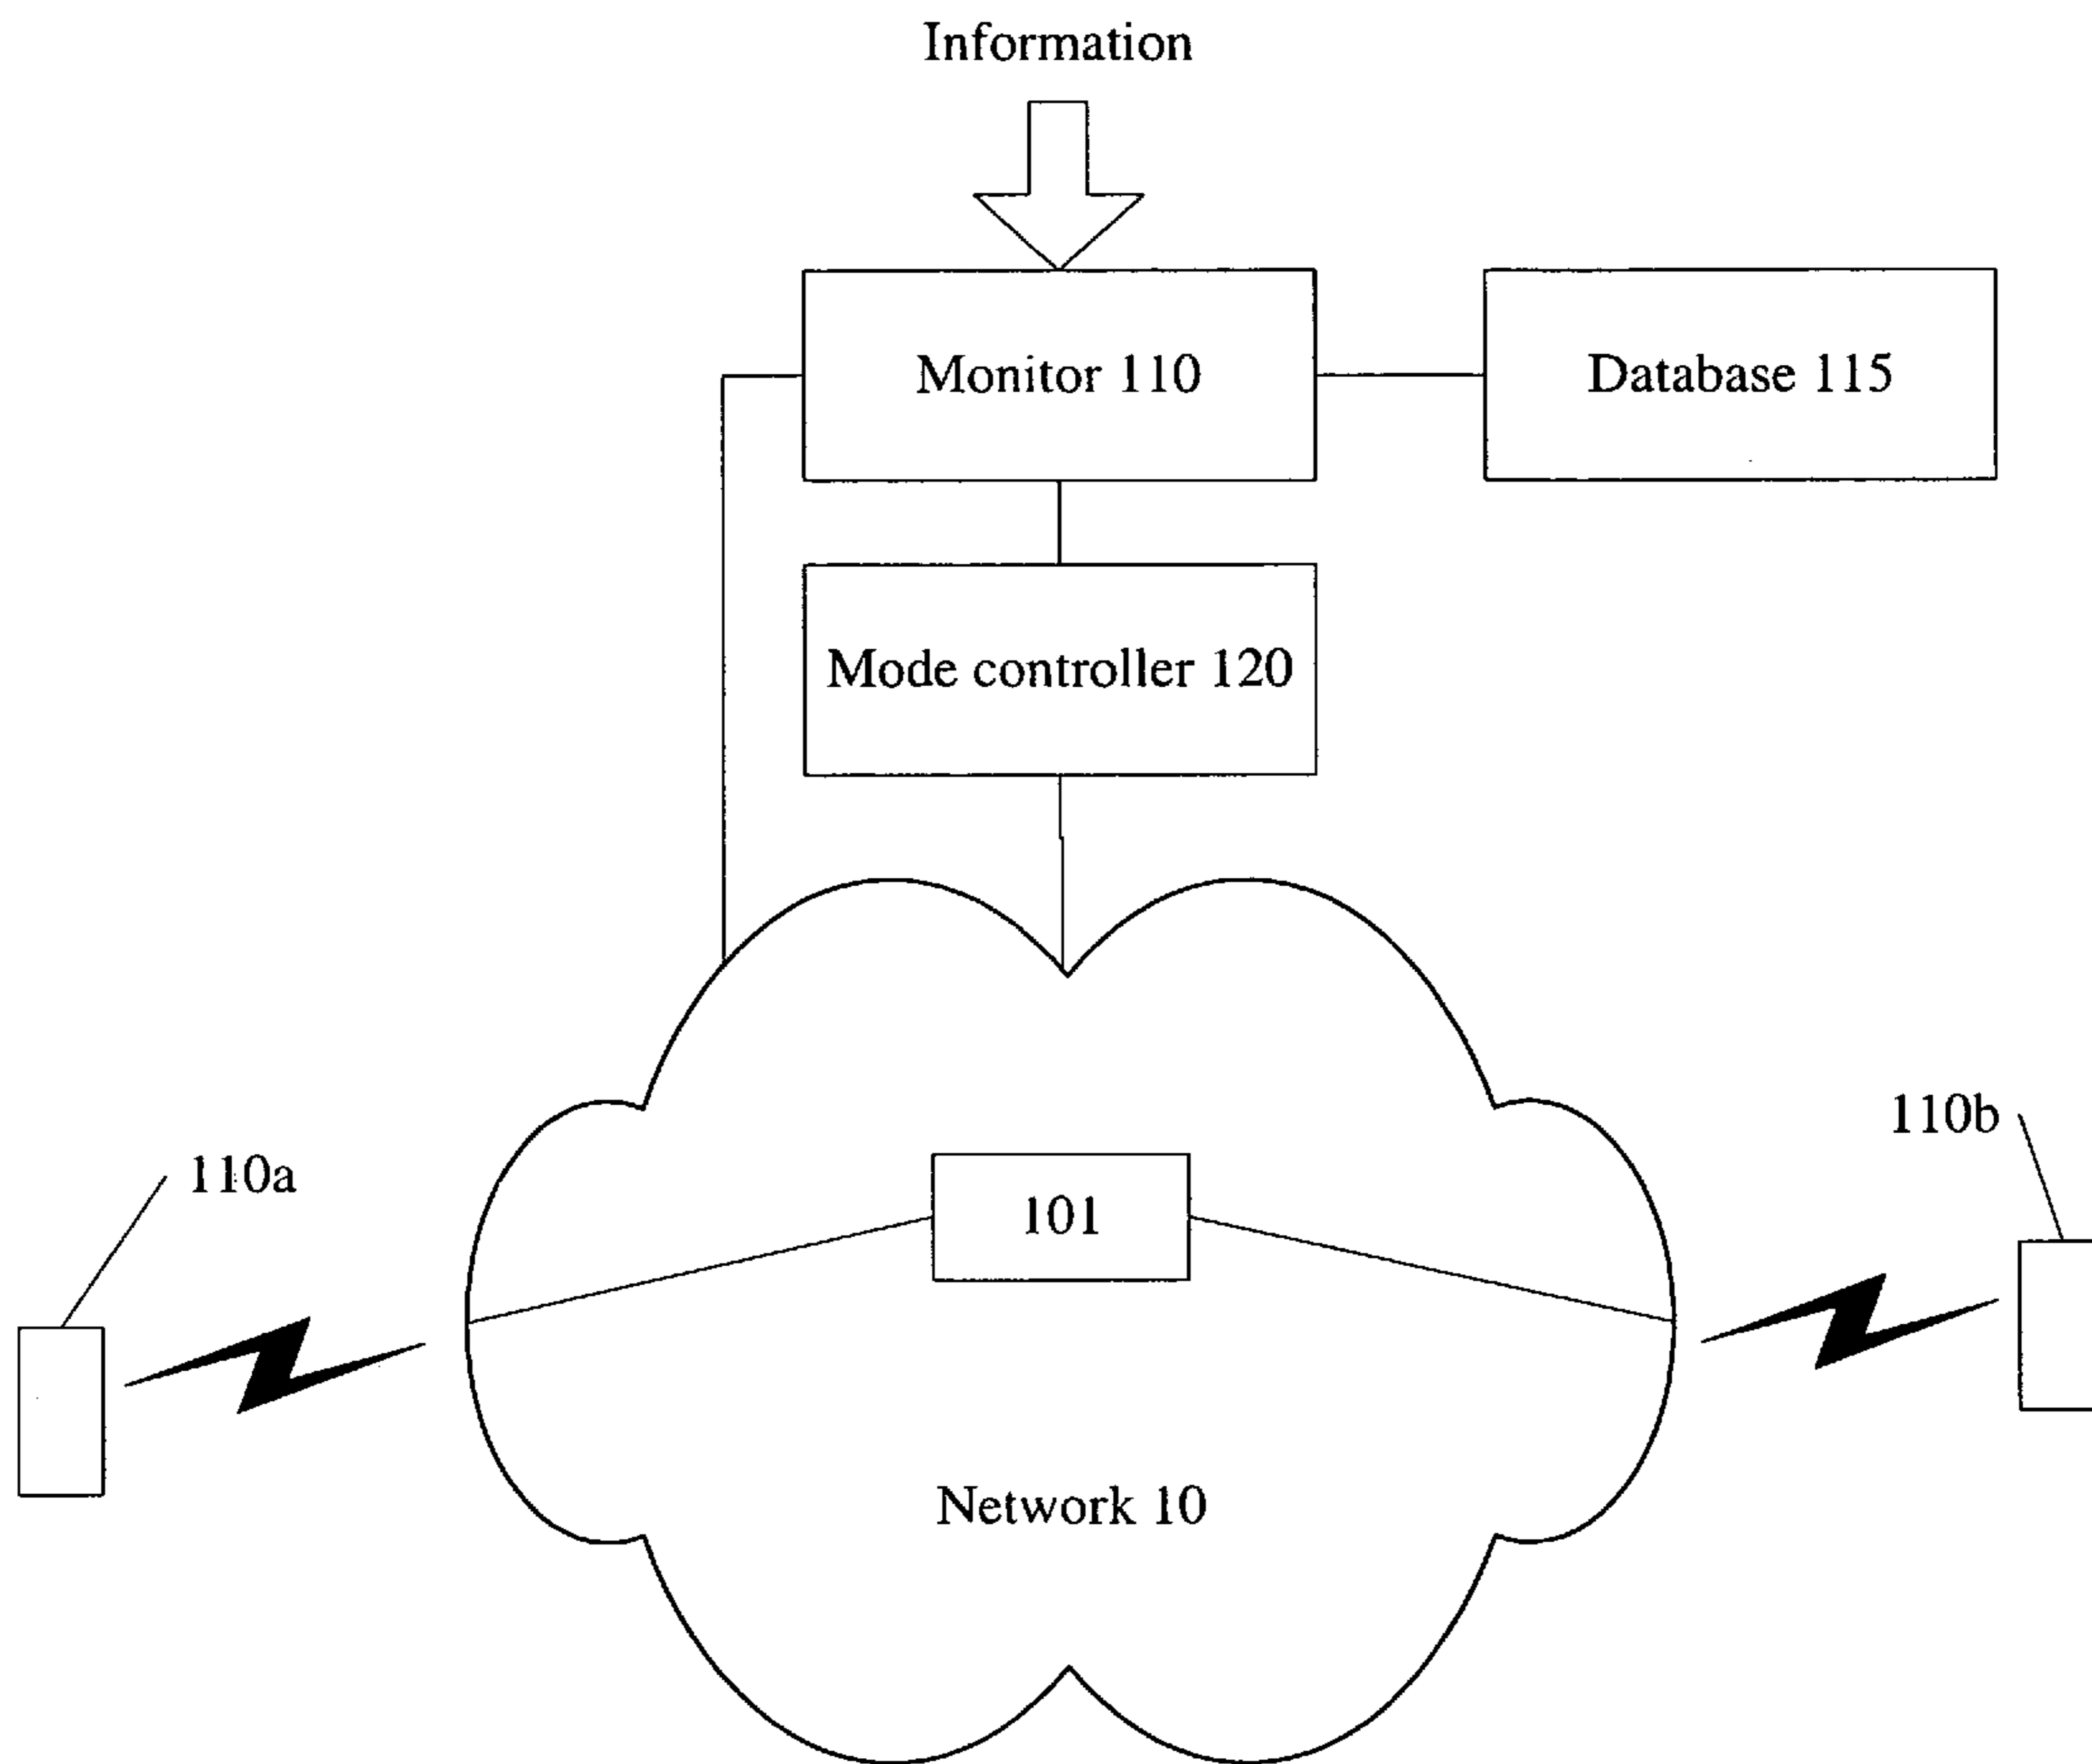 Information
Monitor 110
Database 115
Mode controller 120
110b
110a
101
Network 10